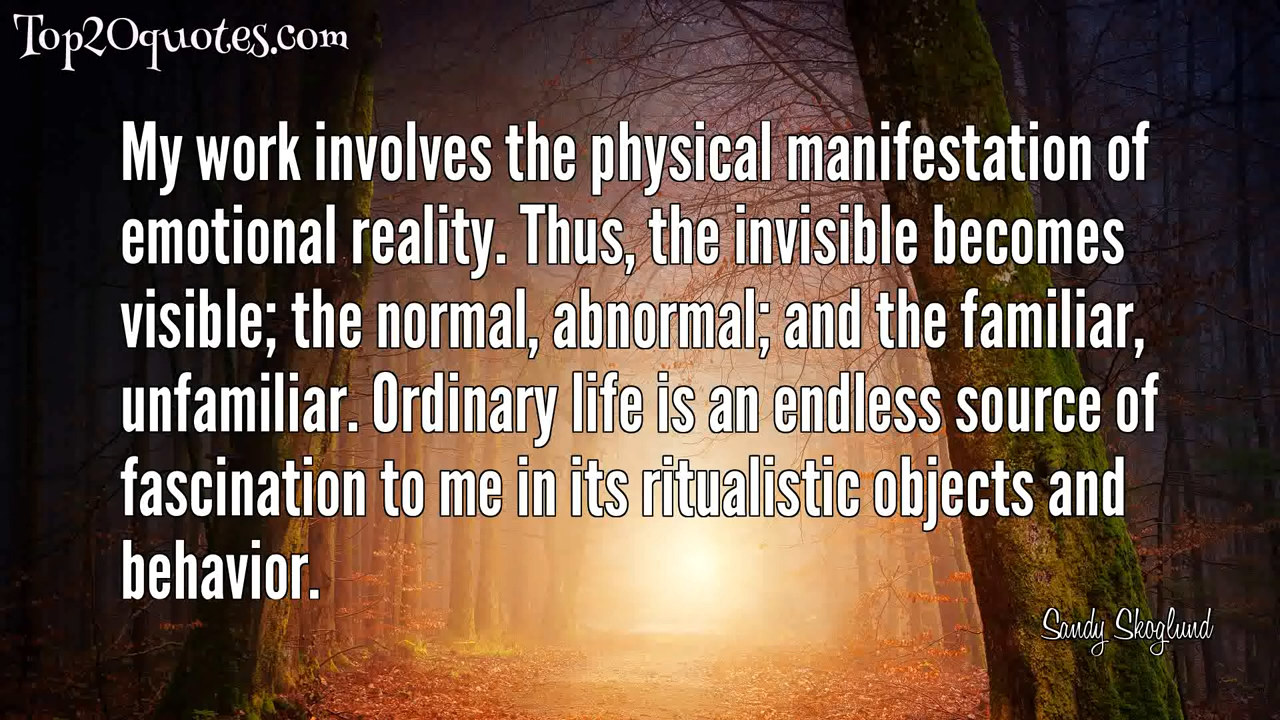 Top20quotes.com
My work involves the physical manifestation of
emotional reality. Thus, the invisible becomes
visible; the normal, abnormal; and the familiar,
unfamiliar. Ordinary life is an endless source of
fascination to me in its ritualistic objects and
behavior.
Sandy Skoglund